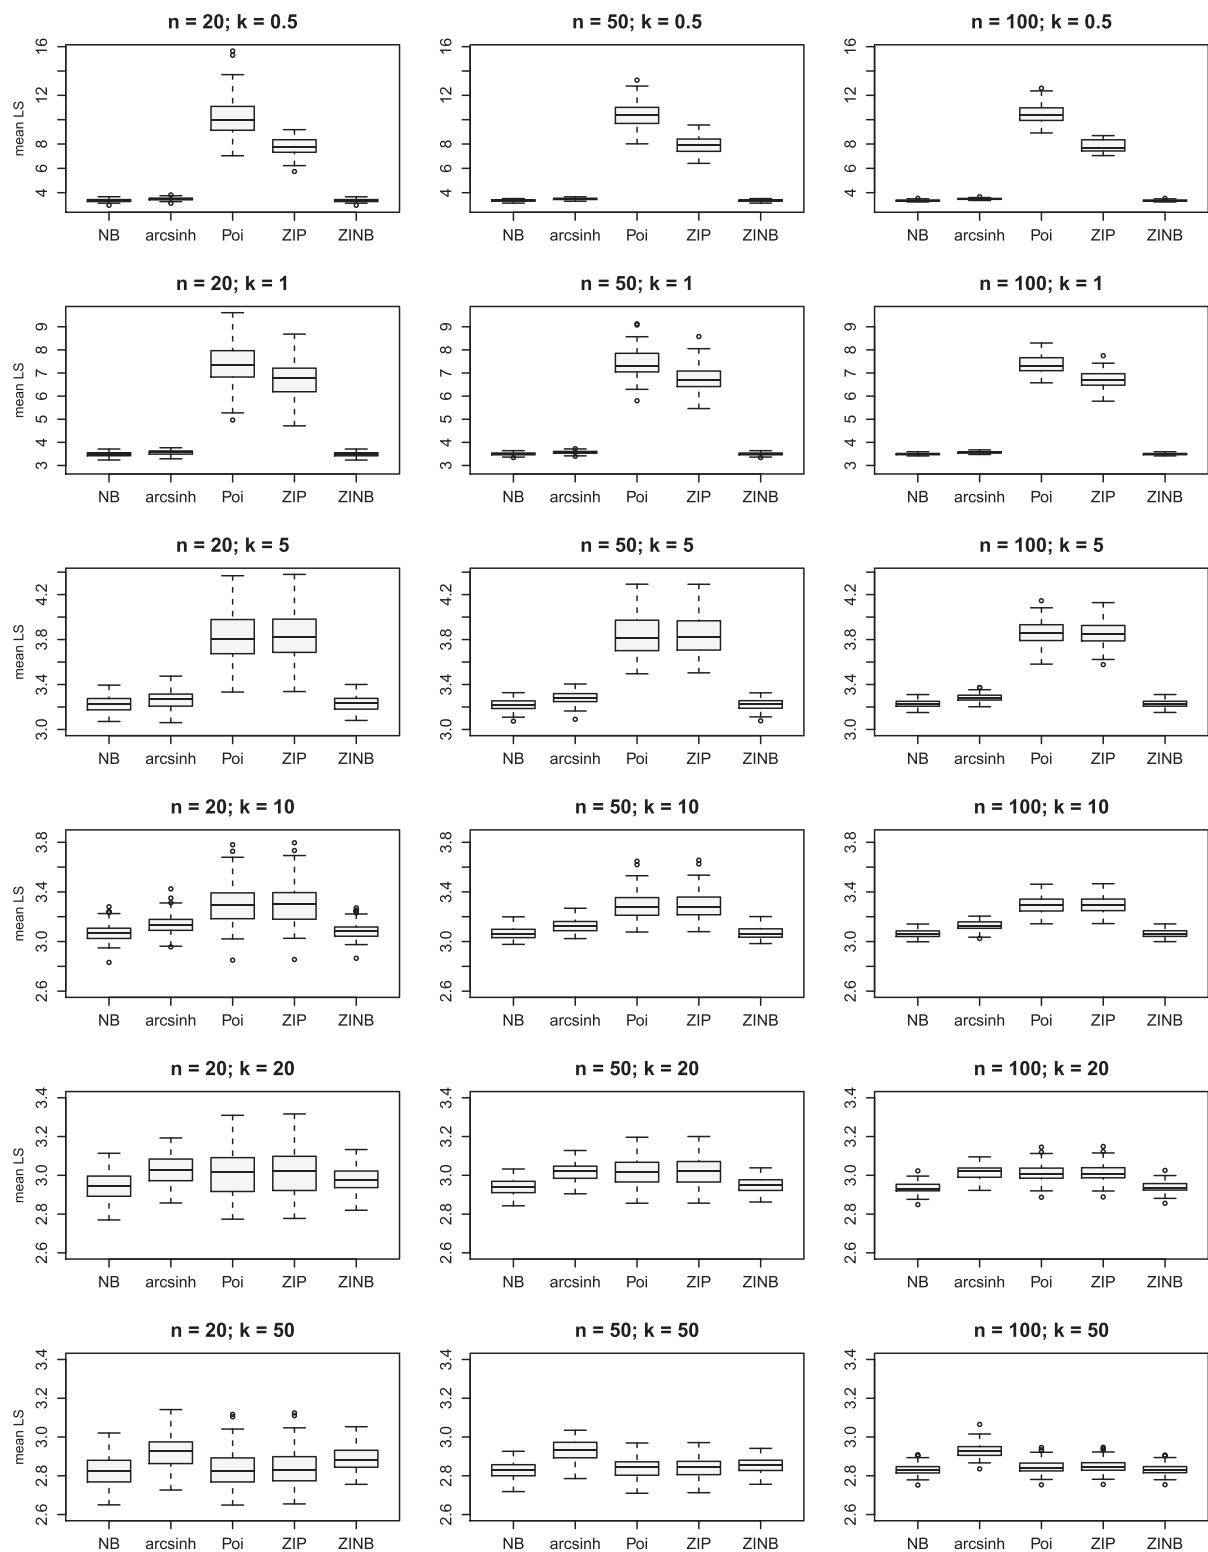 n = 20; k = 0.5
n = 50; k = 0.5
n = 100; k = 0.5
mean LS
4 6 8 12 16
4 6 8 12 16
4 6 8 12 16
NB arcsinh Poi ZIP ZINB
NB arcsinh Poi ZIP ZINB
NB arcsinh Poi ZIP ZINB
n = 20; k = 1
n = 50; k = 1
n = 100; k = 1
mean LS
3 4 5 6 7 8 9
3 4 5 6 7 8 9
3 4 5 6 7 8 9
NB arcsinh Poi ZIP ZINB
NB arcsinh Poi ZIP ZINB
NB arcsinh Poi ZIP ZINB
n = 20; k = 5
n = 50; k = 5
n = 100; k = 5
mean LS
3.0 3.4 3.8 4.2
3.0 3.4 3.8 4.2
3.0 3.4 3.8 4.2
NB arcsinh Poi ZIP ZINB
NB arcsinh Poi ZIP ZINB
NB arcsinh Poi ZIP ZINB
n = 20; k = 10
n = 50; k = 10
n = 100; k = 10
mean LS
2.6 3.0 3.4 3.8
2.6 3.0 3.4 3.8
2.6 3.0 3.4 3.8
NB arcsinh Poi ZIP ZINB
NB arcsinh Poi ZIP ZINB
NB arcsinh Poi ZIP ZINB
n = 20; k = 20
n = 50; k = 20
n = 100; k = 20
mean LS
2.6 2.8 3.0 3.2 3.4
2.6 2.8 3.0 3.2 3.4
2.6 2.8 3.0 3.2 3.4
NB arcsinh Poi ZIP ZINB
NB arcsinh Poi ZIP ZINB
NB arcsinh Poi ZIP ZINB
n = 20; k = 50
n = 50; k = 50
n = 100; k = 50
mean LS
2.6 2.8 3.0 3.2 3.4
2.6 2.8 3.0 3.2 3.4
2.6 2.8 3.0 3.2 3.4
NB arcsinh Poi ZIP ZINB
NB arcsinh Poi ZIP ZINB
NB arcsinh Poi ZIP ZINB